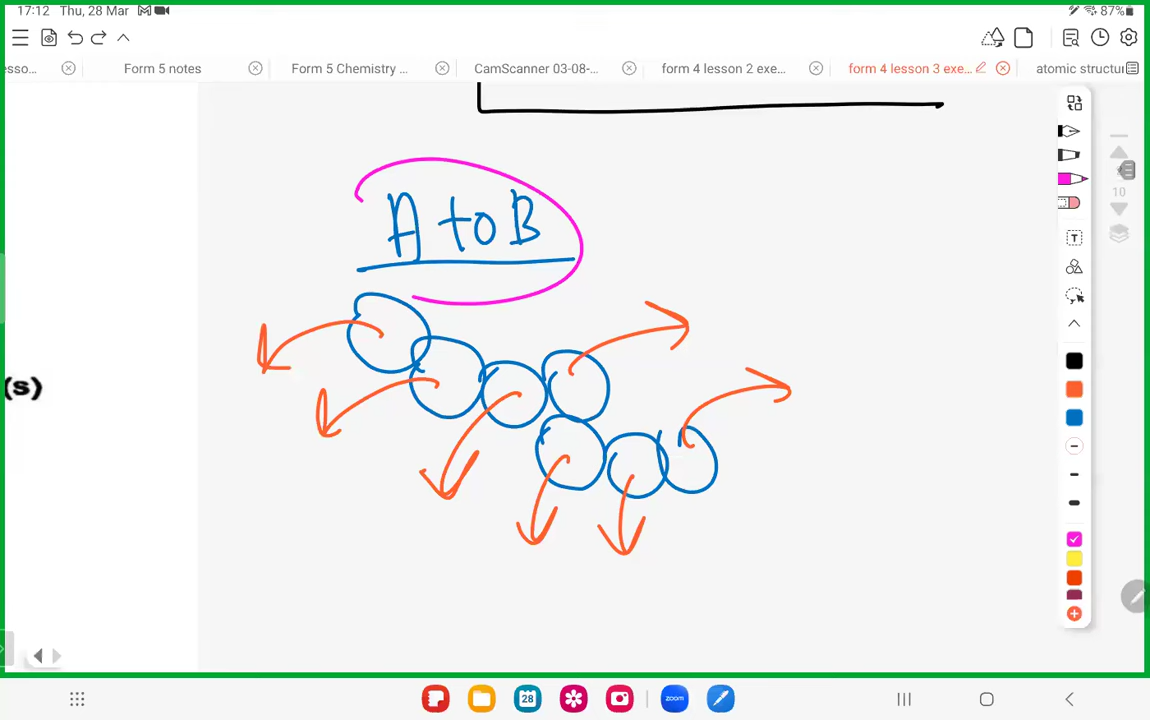 17:12 Thu, 28 Mar
87%
esso...
Form 5 notes
Form 5 Chemistry ...
CamScanner 03-08-...
form 4 lesson 2 exe...
form 4 lesson 3 exe...
atomic structu
A to B
(s)
10
T
28
zoom